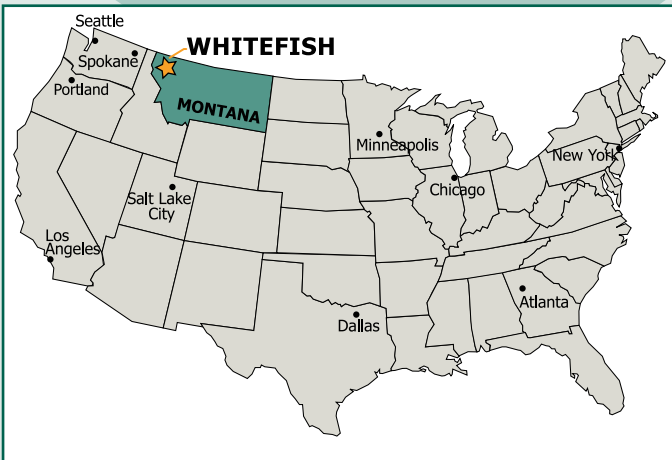 Seattle
WHITEFISH
Spokane
Portland
MONTANA
Minneapolis
New York
Chicago
Salt Lake
City
Los
Angeles
Atlanta
Dallas